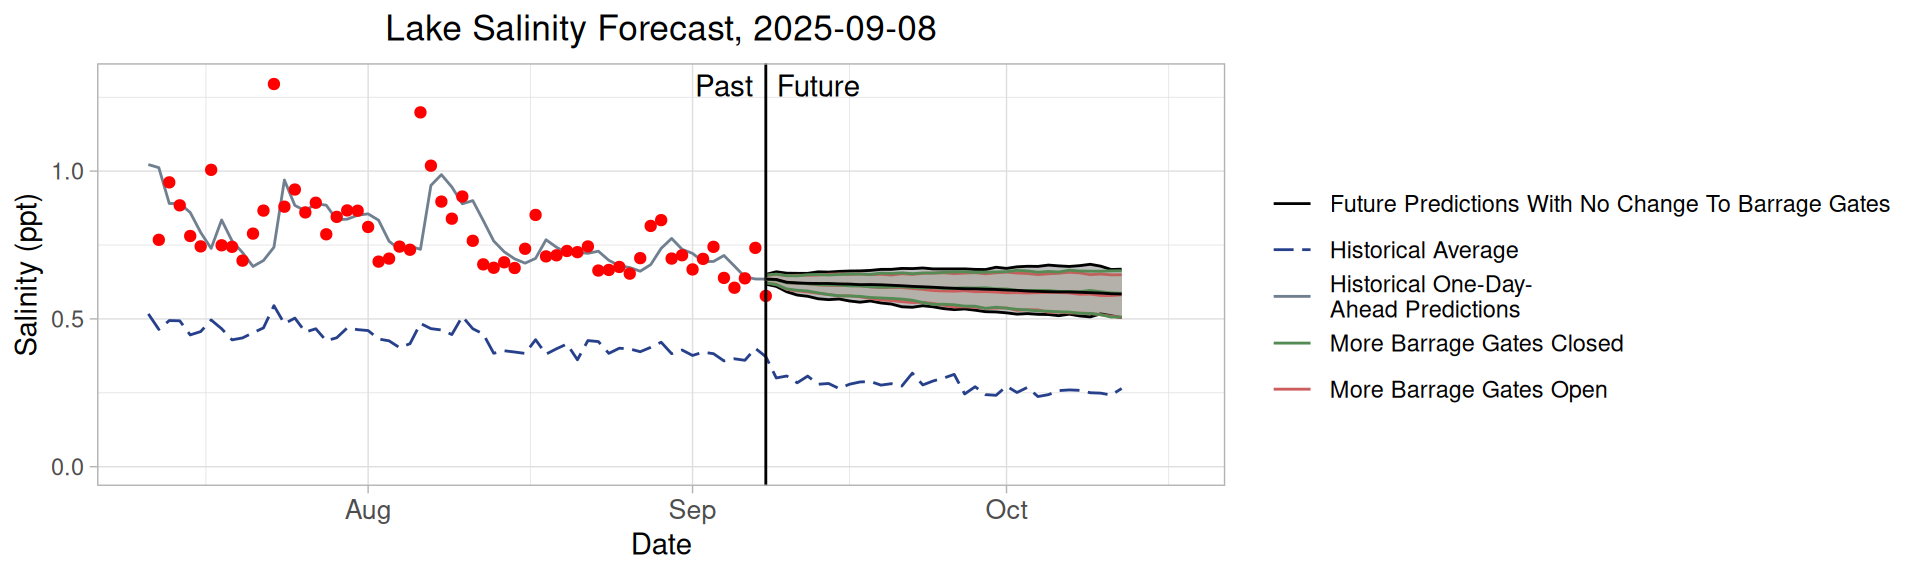 Lake Salinity Forecast, 2025-09-08
Past
Future
1.0
0.5
0.0
Salinity (ppt)
Aug
Sep
Oct
Date
Future Predictions With No Change To Barrage Gates
Historical Average
Historical One-Day-
Ahead Predictions
More Barrage Gates Closed
More Barrage Gates Open